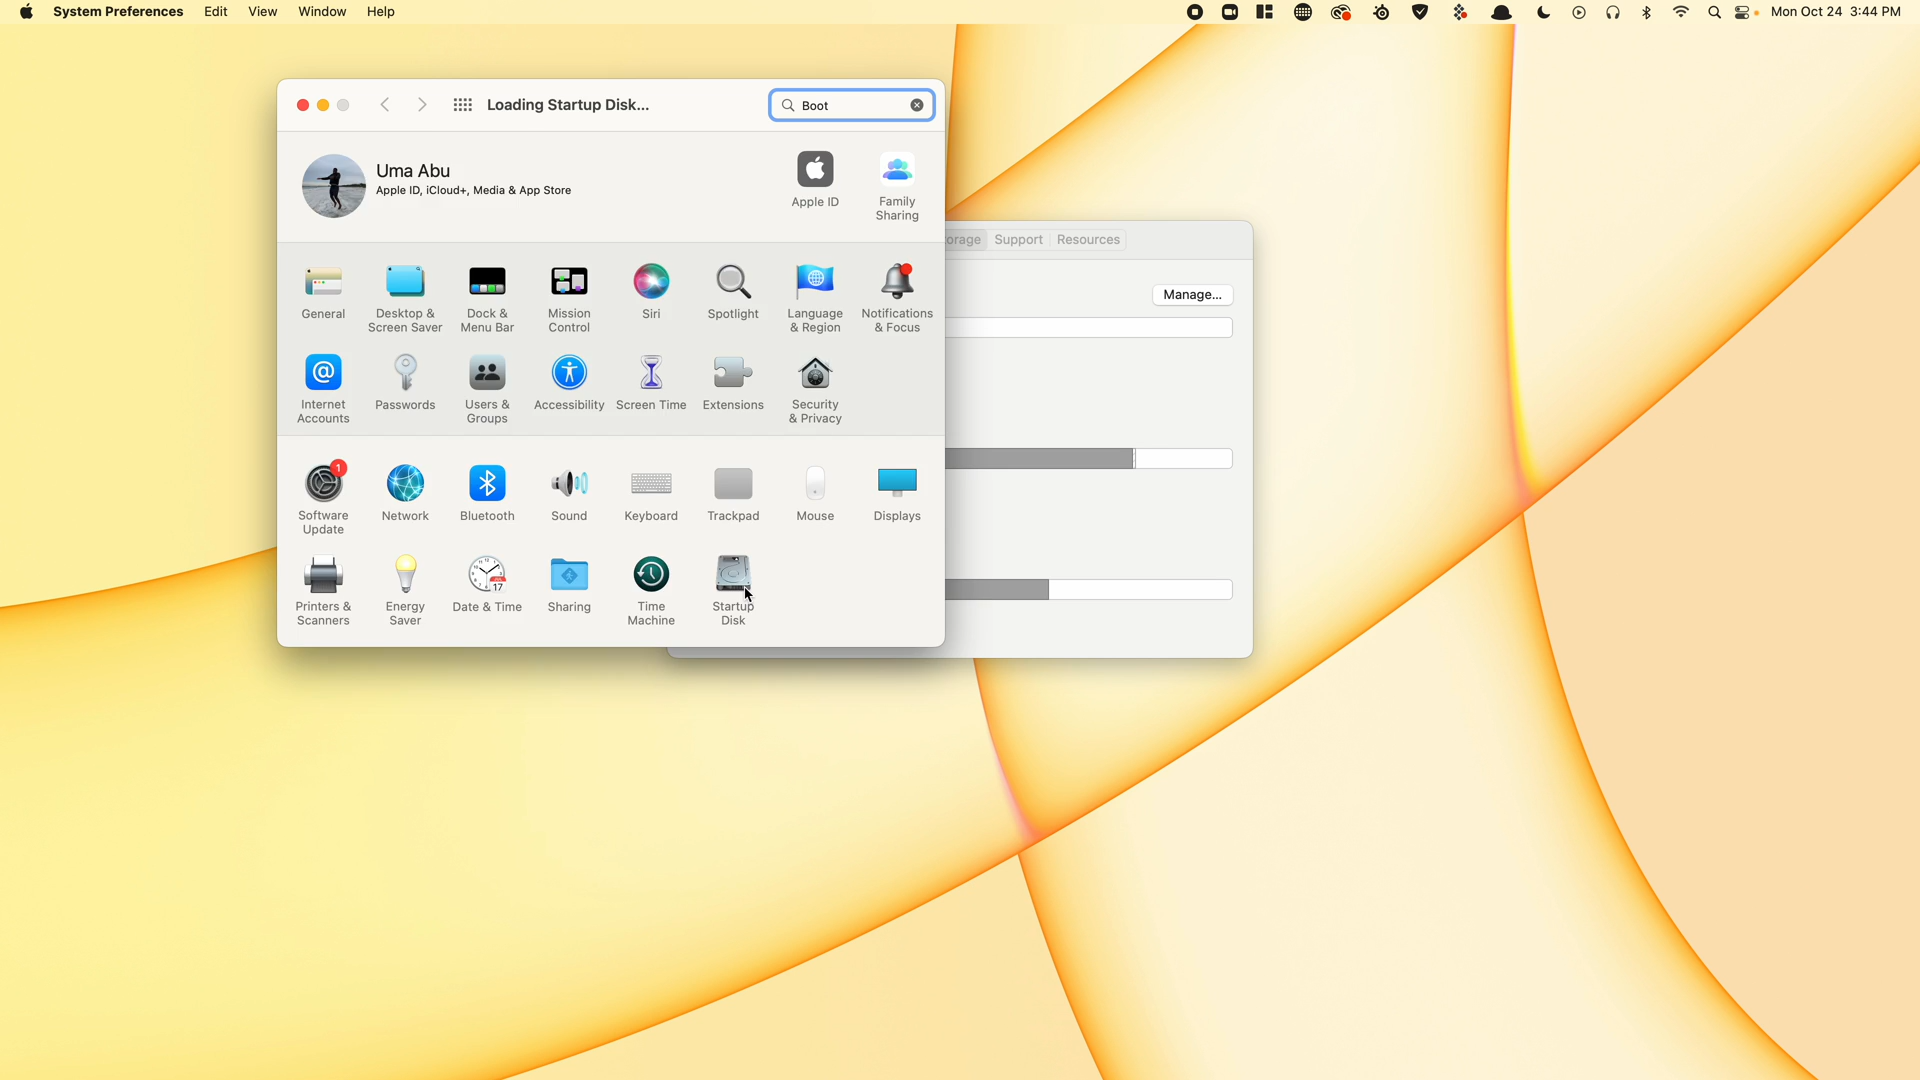 System Preferences Edit View Window Help
Mon Oct 24 3:44 PM
Loading Startup Disk...
Boot
Uma Abu
Apple ID, iCloud+, Media & App Store
Apple ID
Family
Sharing
Support Resources
Manage...
General
Desktop &
Screen Saver
Dock &
Menu Bar
Mission
Control
Siri
Spotlight
Language
& Region
Notifications
& Focus
Internet
Accounts
Passwords
Users &
Groups
Accessibility
Screen Time
Extensions
Security
& Privacy
1
Software
Update
Network
Bluetooth
Sound
Keyboard
Trackpad
Mouse
Displays
Printers &
Scanners
Energy
Saver
JUL
17
Date & Time
Sharing
Time
Machine
Startup
Disk